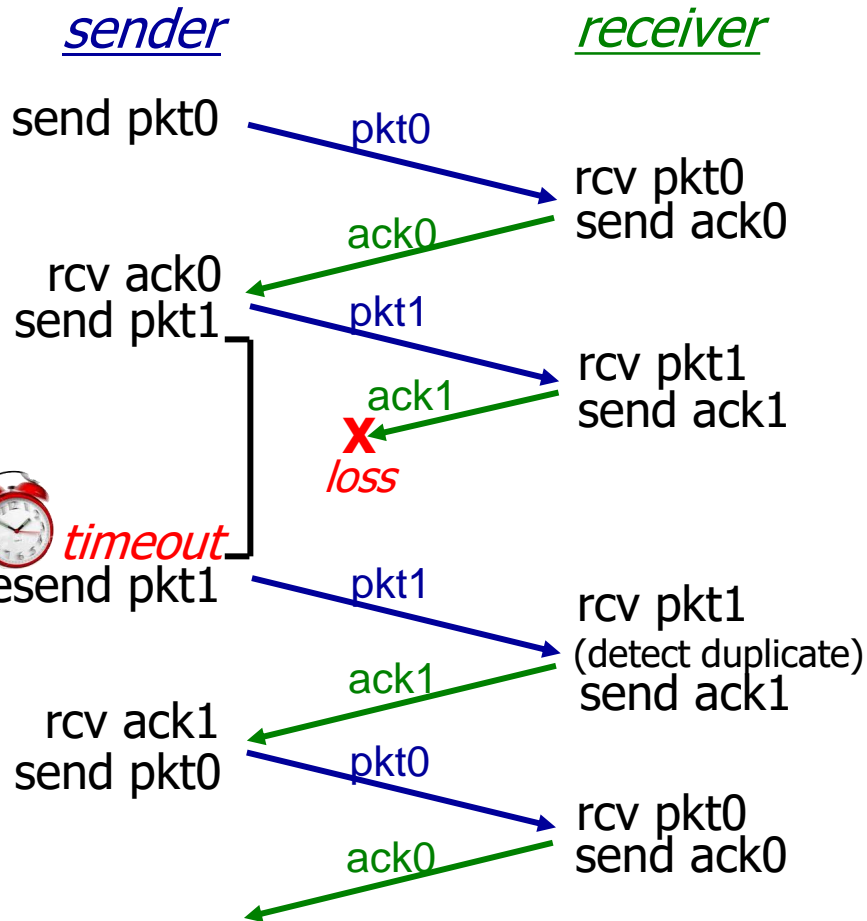 sender
receiver
send pkt0
pkt0
rcv pkt0
send ack0
ack0
rcv ack0
send pkt1
pkt1
rcv pkt1
send ack1
ack1
X
loss
timeout
esend pkt1
pkt1
rcv pkt1
(detect duplicate)
send ack1
ack1
rcv ack1
send pkt0
pkt0
rcv pkt0
send ack0
ack0